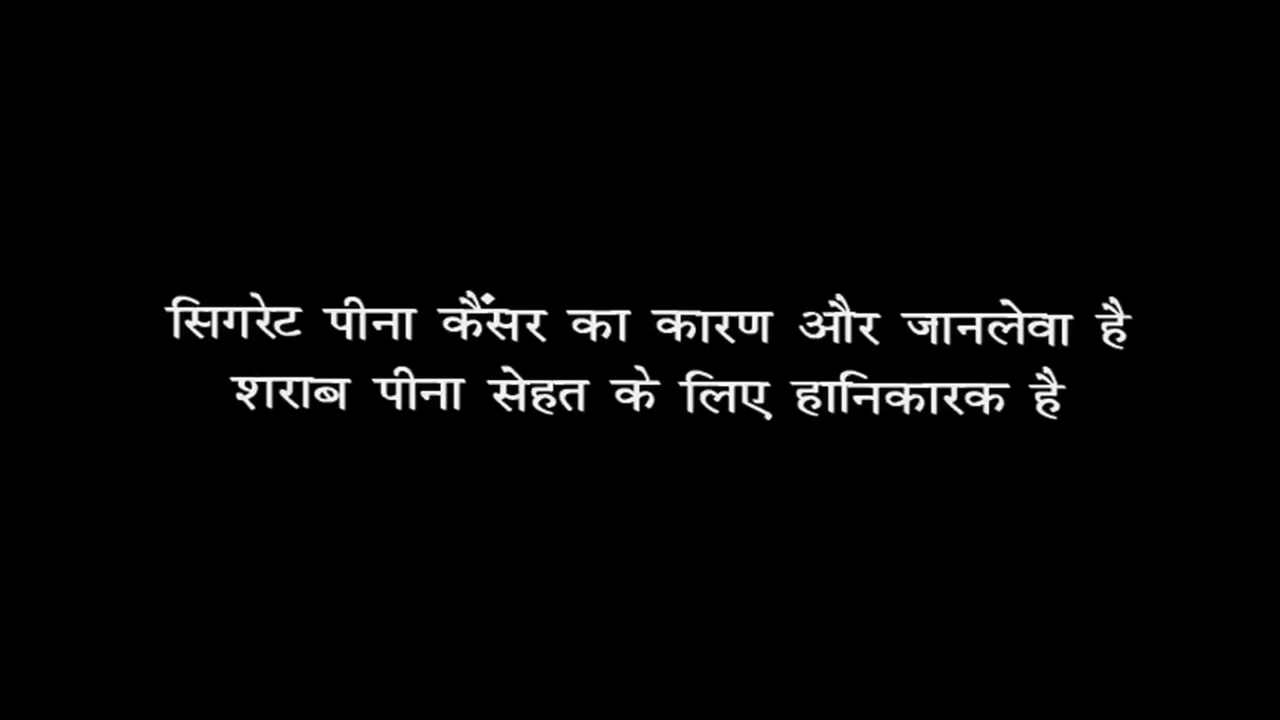 सिगरेट पीना कैंसर का कारण और जानलेवा है
शराब पीना सेहत के लिए हानिकारक है